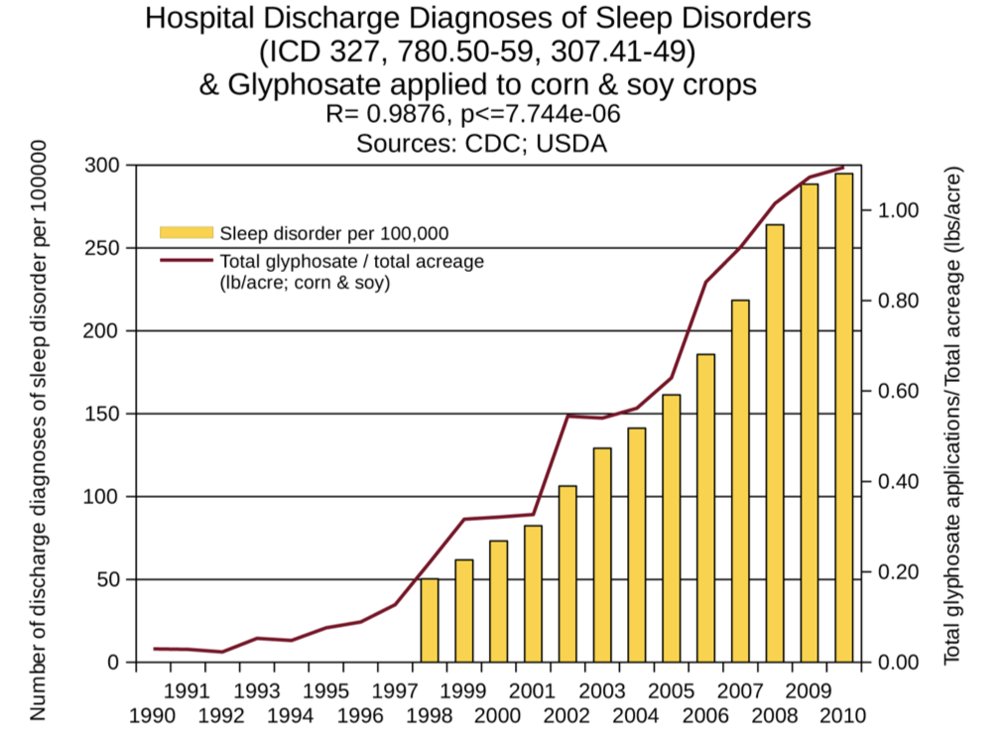 Hospital Discharge Diagnoses of Sleep Disorders
(ICD 327, 780.50-59, 307.41-49)
& Glyphosate applied to corn & soy crops
R= 0.9876, p<=7.744e-06
Sources: CDC; USDA
Number of discharge diagnoses of sleep disorder per 100000
300
250
200
150
100
50
0
Sleep disorder per 100,000
Total glyphosate / total acreage
(lb/acre; corn & soy)
1.00
0.80
0.60
0.40
0.20
0.00
Total glyphosate applications/Total acreage (lbs/acre)
1991 1993 1995 1997 1999 2001 2003 2005 2007 2009
1990 1992 1994 1996 1998 2000 2002 2004 2006 2008 2010